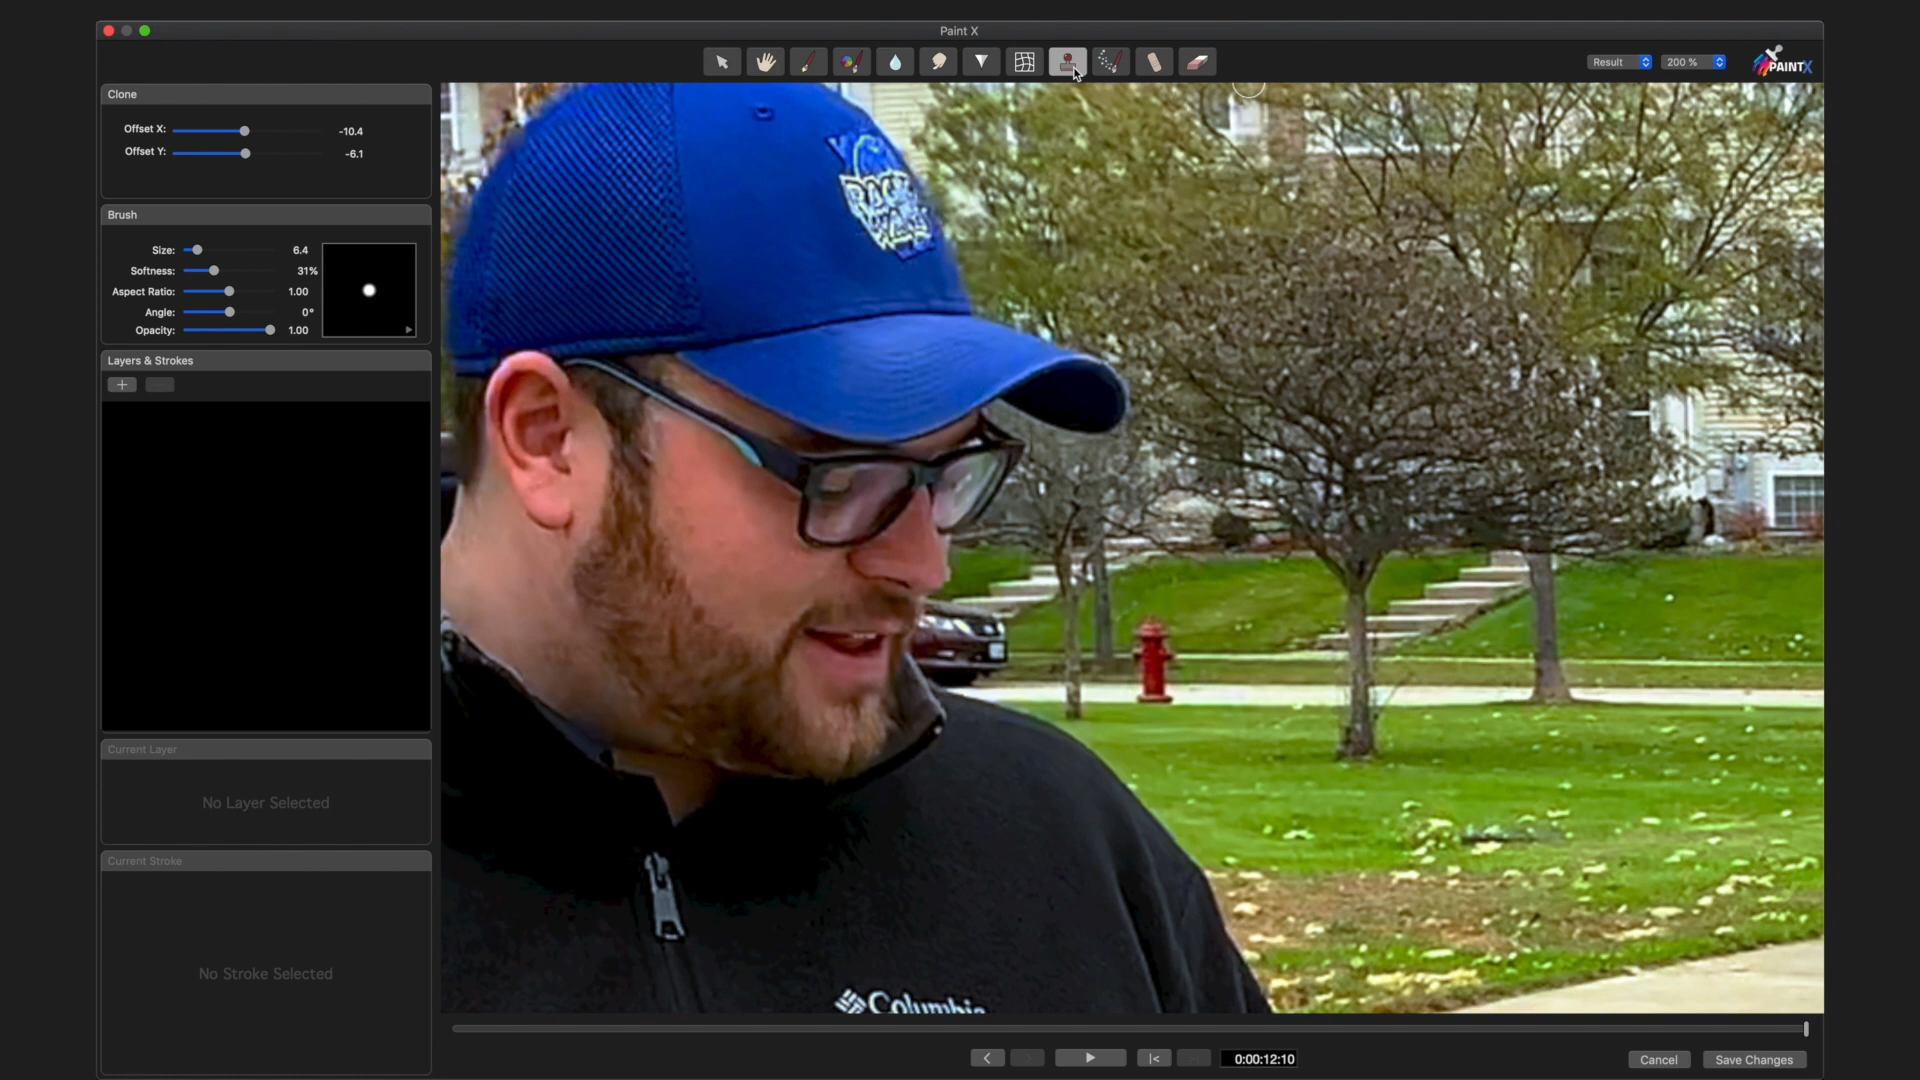 Paint X
Result
200 %
PAINTX
Clone
Offset X:
-10.4
Offset Y:
-6.1
Brush
Size:
6.4
Softness:
31%
Aspect Ratio:
1.00
Angle:
0°
Opacity:
1.00
Layers & Strokes
Current Layer
No Layer Selected
Current Stroke
No Stroke Selected
Columbia
0:00:12:10
Cancel
Save Changes